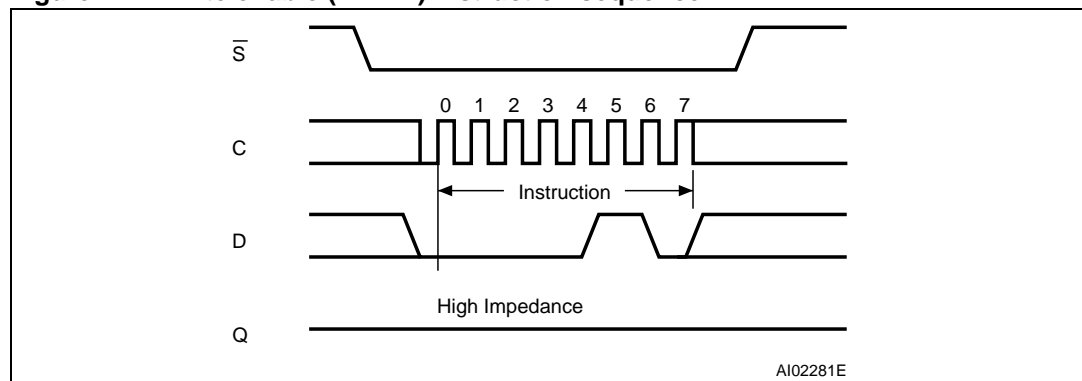 S̅
0 1 2 3 4 5 6 7
C
Instruction
D
High Impedance
Q
AI02281E